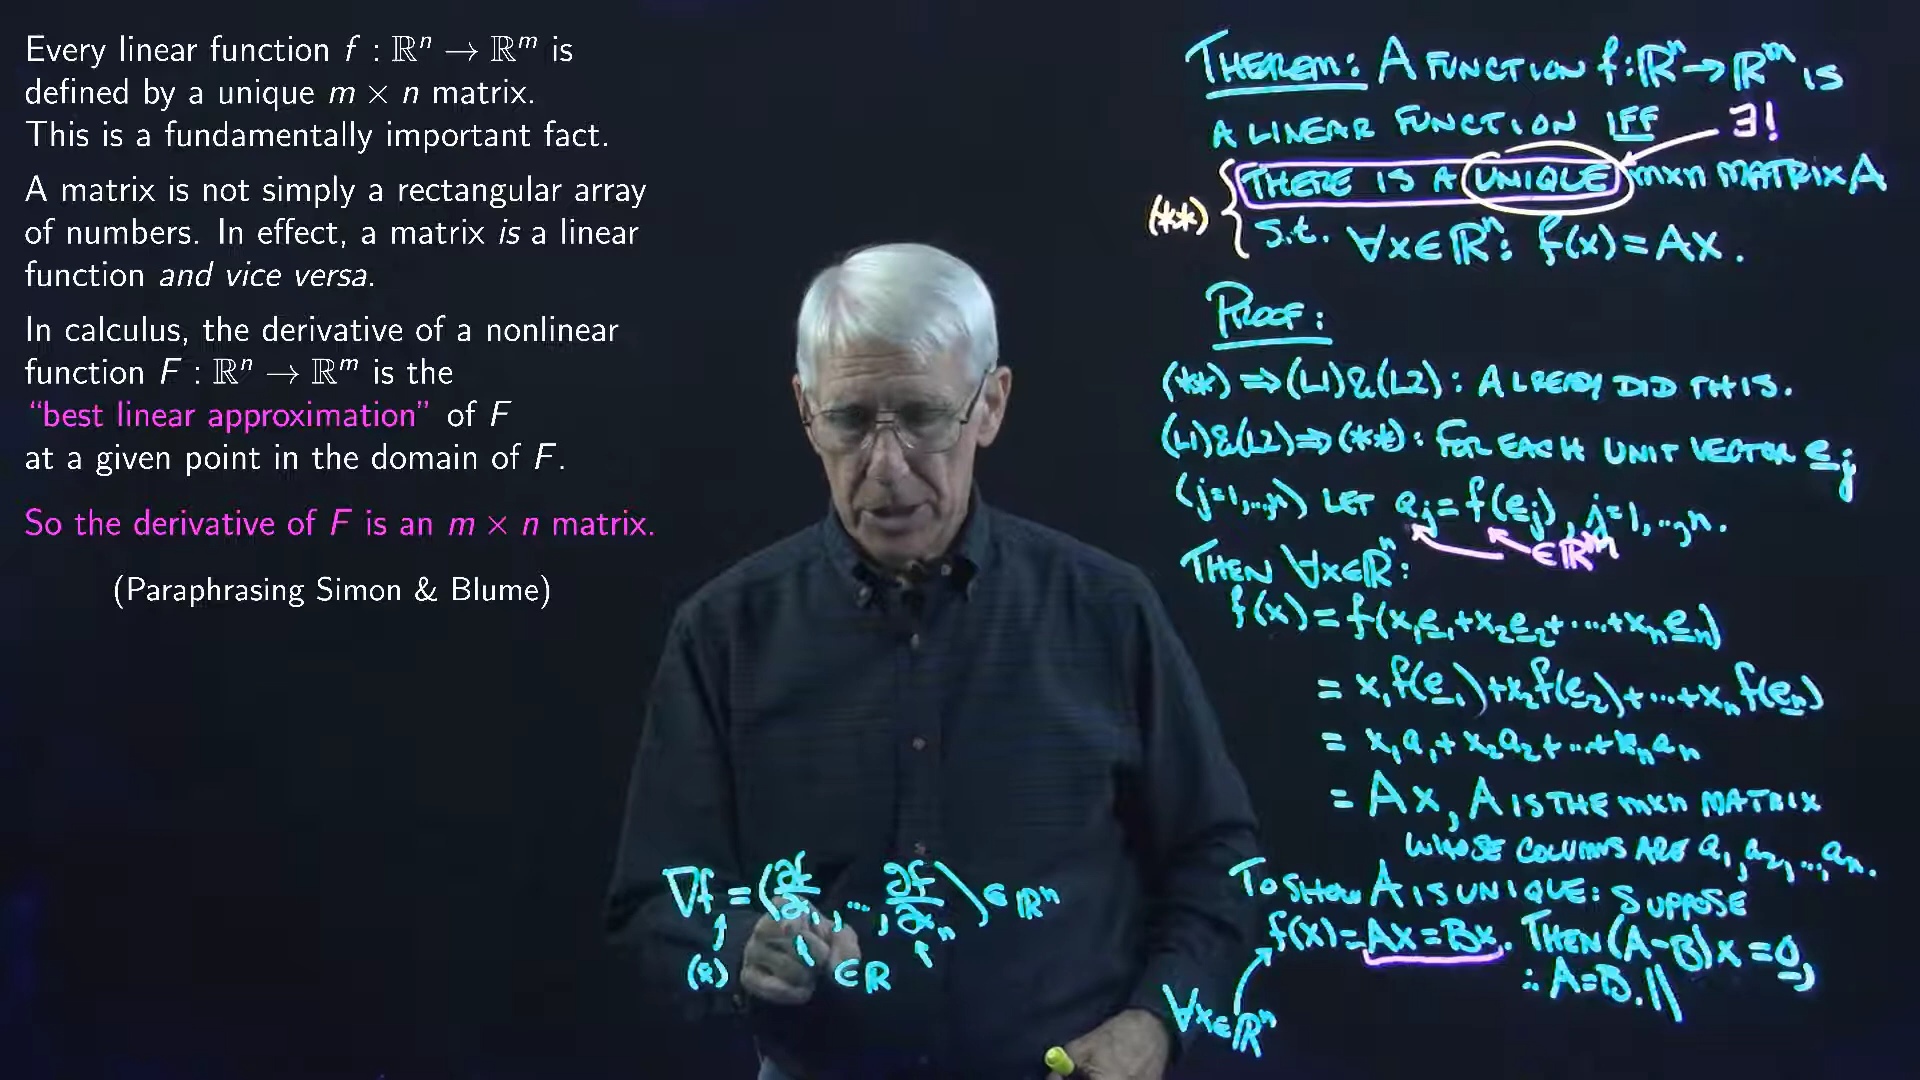 Every linear function f : ℝⁿ → ℝᵐ is
defined by a unique m × n matrix.
This is a fundamentally important fact.
A matrix is not simply a rectangular array
of numbers. In effect, a matrix is a linear
function and vice versa.
In calculus, the derivative of a nonlinear
function F : ℝⁿ → ℝᵐ is the
“best linear approximation” of F
at a given point in the domain of F.
So the derivative of F is an m × n matrix.
(Paraphrasing Simon & Blume)
∇f = (∂f/∂x₁, ..., ∂f/∂xₙ) ∈ ℝⁿ
(x) ∈ℝ
THEOREM: A FUNCTION f:ℝⁿ→ℝᵐ IS
A LINEAR FUNCTION IFF ∃!
(**) { THERE IS A UNIQUE m×n MATRIX A
s.t. ∀x∈ℝⁿ: f(x)=Ax.
PROOF:
(**) ⇒ (L1)&(L2): ALREADY DID THIS.
(L1)&(L2) ⇒ (**): FOR EACH UNIT VECTOR e_j
(j=1,...,n) LET a_j=f(e_j), j=1,...,n.
∈ℝᵐ
THEN ∀x∈ℝⁿ:
f(x) = f(x₁e₁+x₂e₂+.....+xₙeₙ)
= x₁f(e₁)+x₂f(e₂)+...+xₙf(eₙ)
= x₁a₁+x₂a₂+...+xₙaₙ
= Ax, A IS THE m×n MATRIX
WHOSE COLUMNS ARE a₁,a₂,...,aₙ.
TO SHOW A IS UNIQUE: SUPPOSE
f(x)=Ax=Bx. THEN (A-B)x=0,
∴ A=B. //
∀x∈ℝⁿ